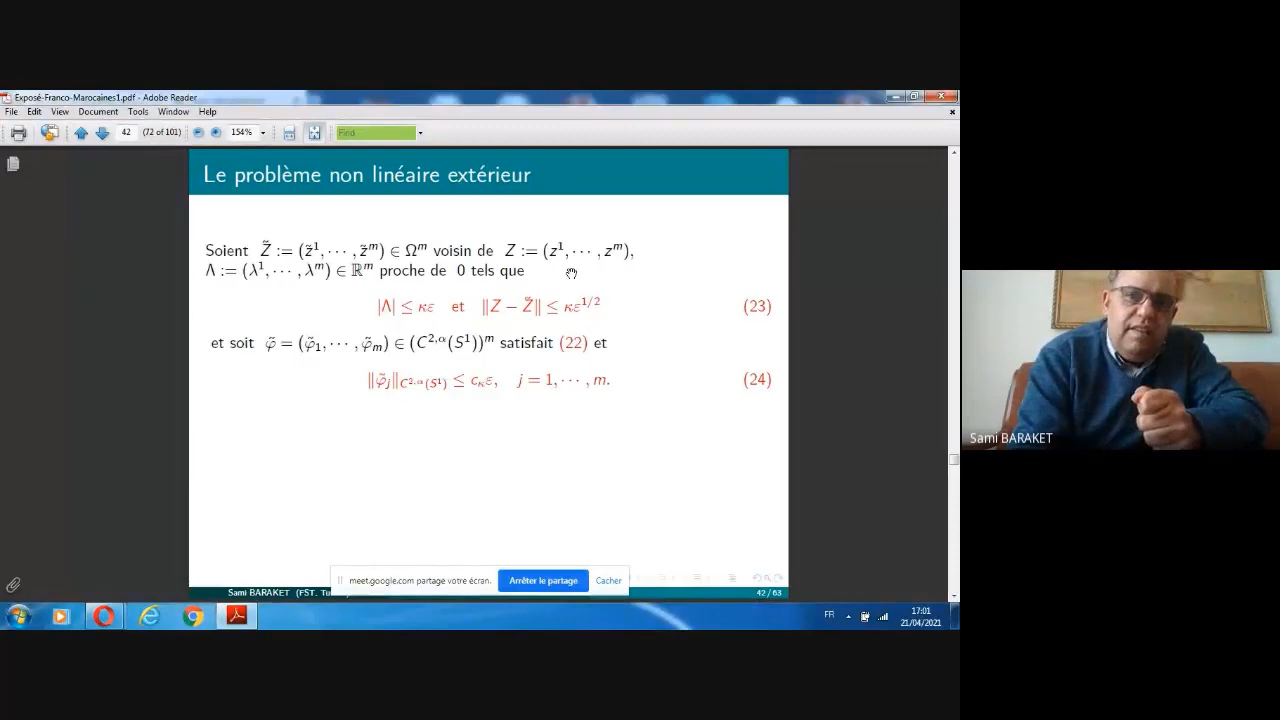 Exposé-Franco-Marocaines1.pdf - Adobe Reader
File Edit View Document Tools Window Help
42 (72 of 101) 154% Find
Le problème non linéaire extérieur
Soient Z̃ := (z̃¹, ⋯ , z̃ᵐ) ∈ Ωᵐ voisin de Z := (z¹, ⋯ , zᵐ),
Λ := (λ¹, ⋯ , λᵐ) ∈ ℝᵐ proche de 0 tels que
|Λ| ≤ κε et ‖Z − Z̃‖ ≤ κε^{1/2} (23)
et soit φ̃ = (φ̃₁, ⋯ , φ̃ₘ) ∈ (C^{2,α}(S¹))ᵐ satisfait (22) et
‖φ̃ⱼ‖_{C^{2,α}(S¹)} ≤ c_κ ε, j = 1, ⋯ , m. (24)
Sami BARAKET
meet.google.com partage votre écran. Arrêter le partage Cacher
Sami BARAKET (FST. Tu
42 / 63
FR
17:01
21/04/2021